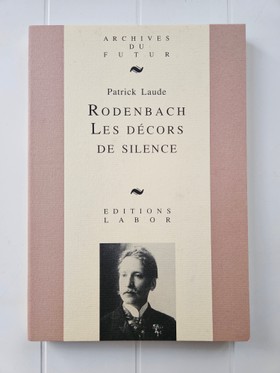 ARCHIVES
DU
FUTUR
Patrick Laude
RODENBACH
LES DÉCORS
DE SILENCE
EDITIONS
LABOR